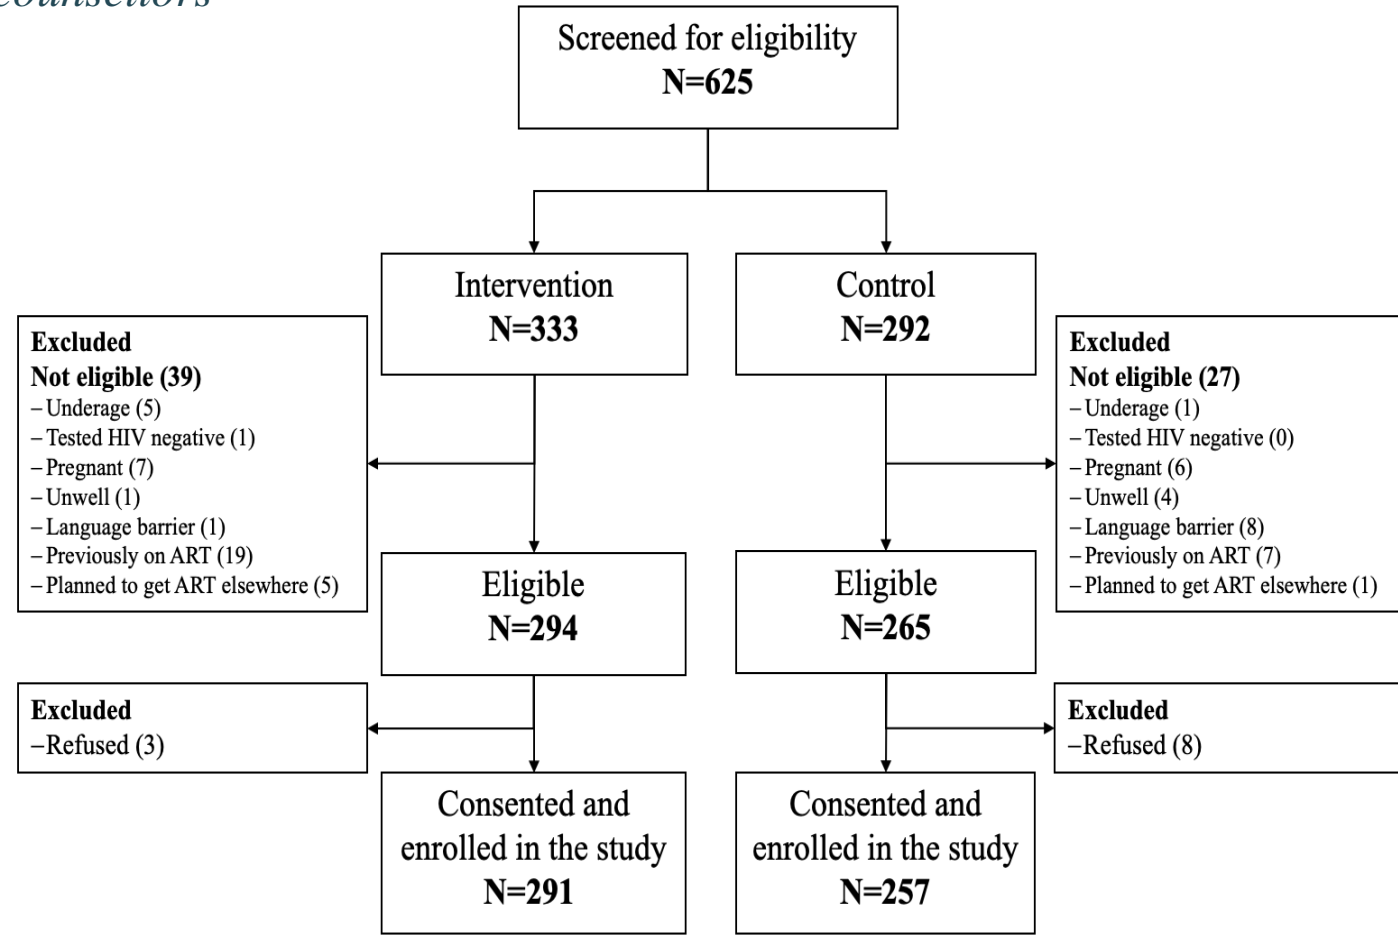 counsellors
Screened for eligibility
N=625
Intervention
N=333
Control
N=292
Excluded
Not eligible (39)
– Underage (5)
– Tested HIV negative (1)
– Pregnant (7)
– Unwell (1)
– Language barrier (1)
– Previously on ART (19)
– Planned to get ART elsewhere (5)
Excluded
Not eligible (27)
– Underage (1)
– Tested HIV negative (0)
– Pregnant (6)
– Unwell (4)
– Language barrier (8)
– Previously on ART (7)
– Planned to get ART elsewhere (1)
Eligible
N=294
Eligible
N=265
Excluded
–Refused (3)
Excluded
–Refused (8)
Consented and
enrolled in the study
N=291
Consented and
enrolled in the study
N=257